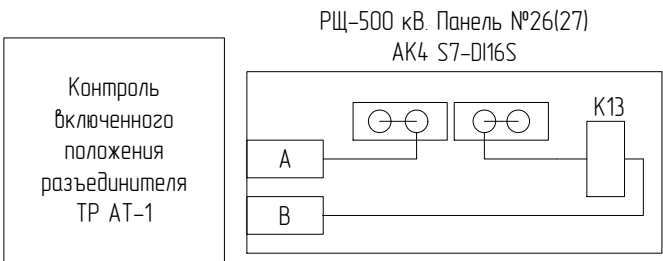 РЩ-500 кВ. Панель №26(27)
АК4 S7-DI16S
Контроль
включенного
положения
разъединителя
ТР АТ-1
К13
А
В